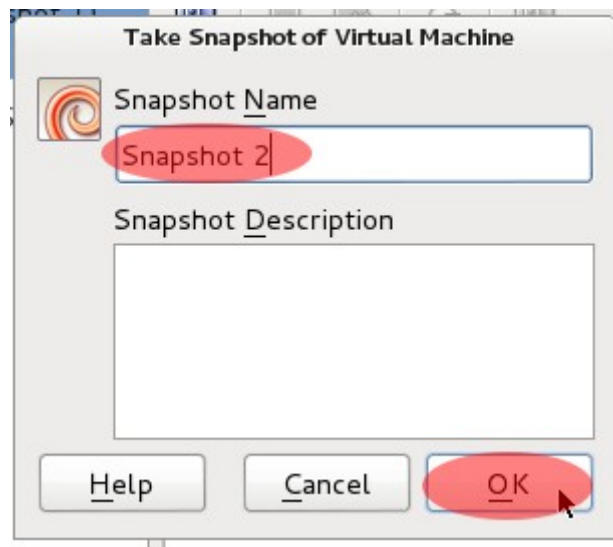 Take Snapshot of Virtual Machine
Snapshot Name
Snapshot 2
Snapshot Description
Help
Cancel
OK